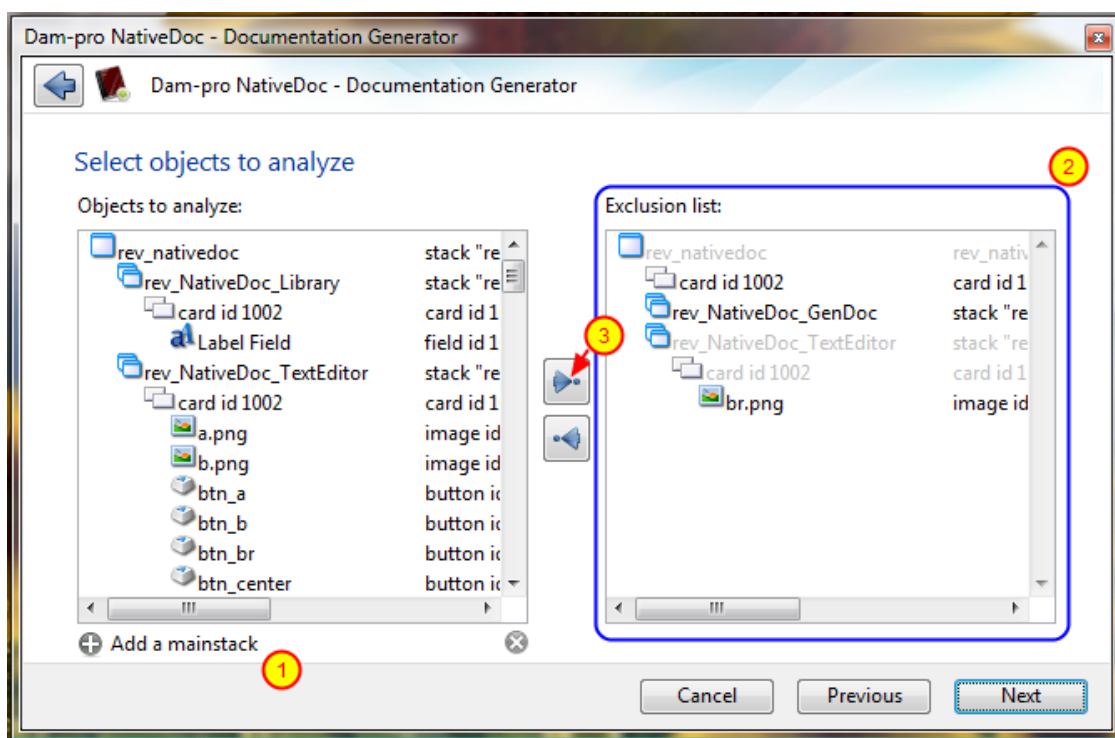 Dam-pro NativeDoc - Documentation Generator
Dam-pro NativeDoc - Documentation Generator
Select objects to analyze
2
Objects to analyze:
Exclusion list:
rev_nativedoc stack "re
rev_NativeDoc_Library stack "re
card id 1002 card id 1
Label Field field id 1
rev_NativeDoc_TextEditor stack "re
card id 1002 card id 1
a.png image id
b.png image id
btn_a button id
btn_b button id
btn_br button id
btn_center button id
rev_nativedoc rev_nativ
card id 1002 card id 1
rev_NativeDoc_GenDoc stack "re
rev_NativeDoc_TextEditor stack "re
card id 1002 card id 1
br.png image id
3
Add a mainstack
1
Cancel Previous Next